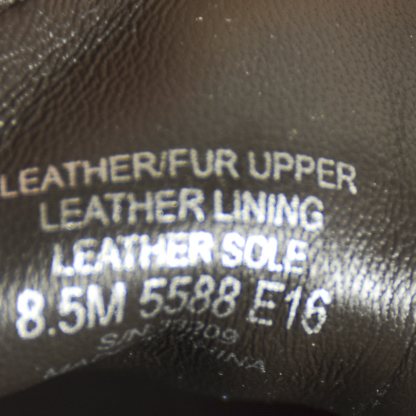 LEATHER/FUR UPPER
LEATHER LINING
LEATHER SOLE
8.5M 5588 E16
S/N